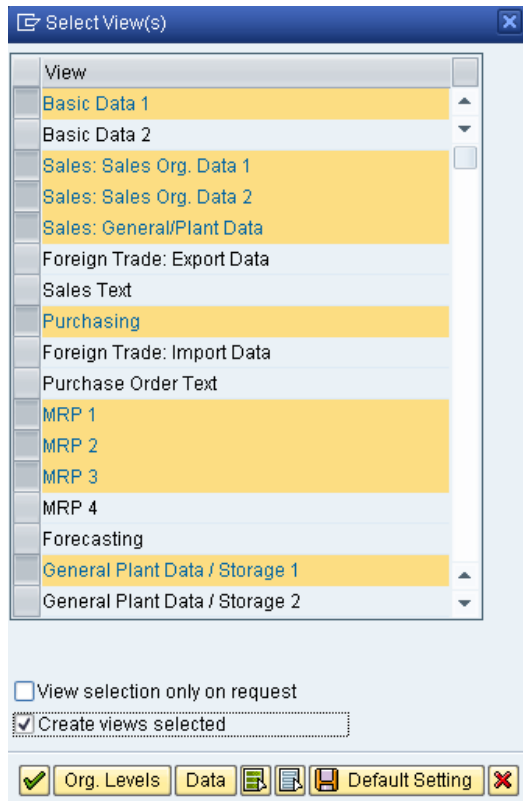 Select View(s)
View
Basic Data 1
Basic Data 2
Sales: Sales Org. Data 1
Sales: Sales Org. Data 2
Sales: General/Plant Data
Foreign Trade: Export Data
Sales Text
Purchasing
Foreign Trade: Import Data
Purchase Order Text
MRP 1
MRP 2
MRP 3
MRP 4
Forecasting
General Plant Data / Storage 1
General Plant Data / Storage 2
View selection only on request
Create views selected
Org. Levels Data Default Setting